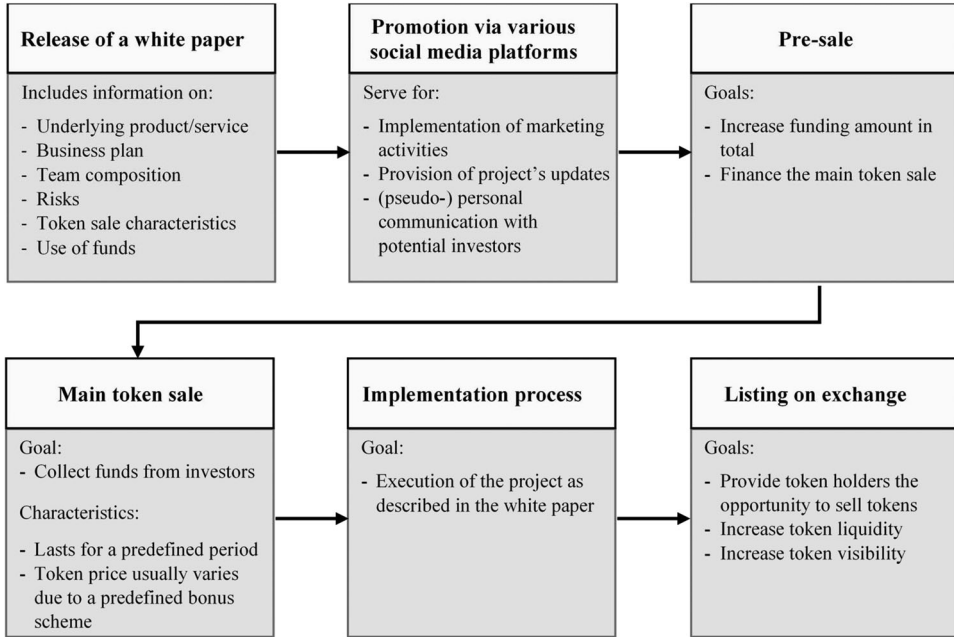 Release of a white paper
Includes information on:
- Underlying product/service
- Business plan
- Team composition
- Risks
- Token sale characteristics
- Use of funds
Promotion via various
social media platforms
Serve for:
- Implementation of marketing
activities
- Provision of project's updates
- (pseudo-) personal
communication with
potential investors
Pre-sale
Goals:
- Increase funding amount in
total
- Finance the main token sale
Main token sale
Goal:
- Collect funds from investors
Characteristics:
- Lasts for a predefined period
- Token price usually varies
due to a predefined bonus
scheme
Implementation process
Goal:
- Execution of the project as
described in the white paper
Listing on exchange
Goals:
- Provide token holders the
opportunity to sell tokens
- Increase token liquidity
- Increase token visibility